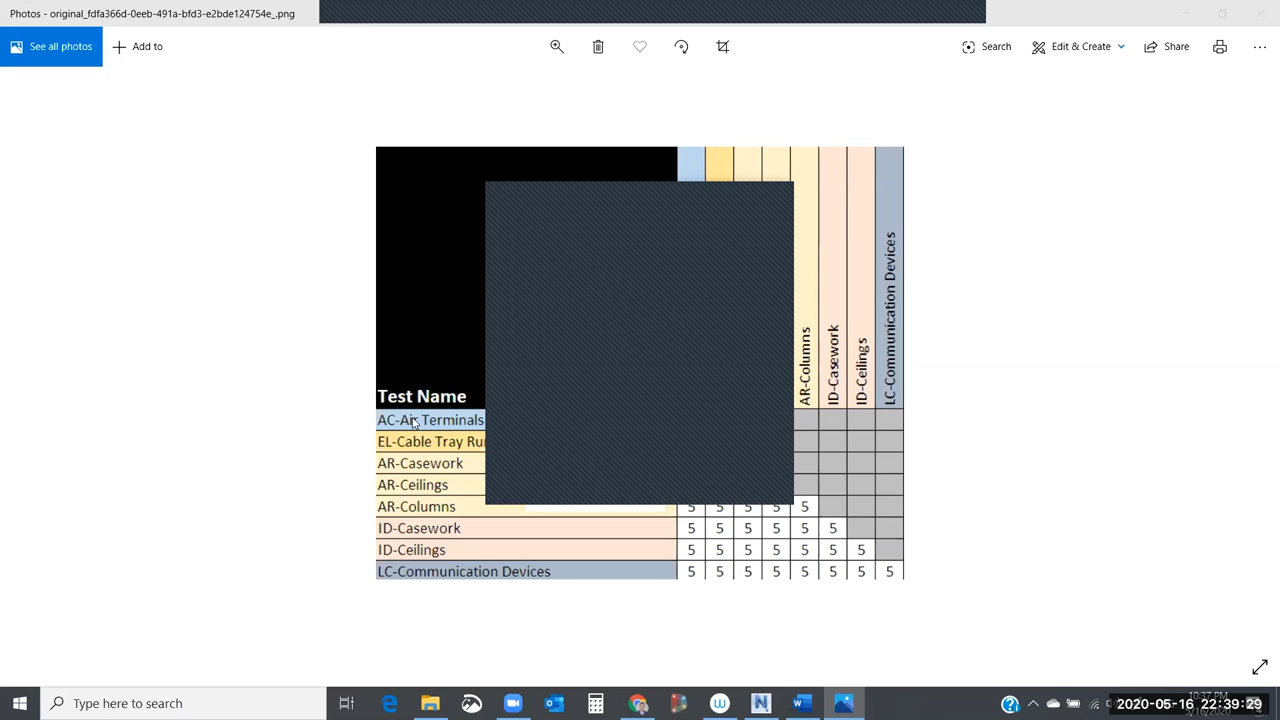 Photos - original_fdfa366d-0eeb-491a-bfd3-e2bde124754e_.png
See all photos
Add to
Search
Edit & Create
Share
AR-Columns
ID-Casework
ID-Ceilings
LC-Communication Devices
Test Name
AC-Air Terminals
EL-Cable Tray Ru
AR-Casework
AR-Ceilings
AR-Columns 5 5 5 5 5
ID-Casework 5 5 5 5 5 5
ID-Ceilings 5 5 5 5 5 5 5
LC-Communication Devices 5 5 5 5 5 5 5 5
Type here to search
10:37 PM
2020-05-16 22:39:29